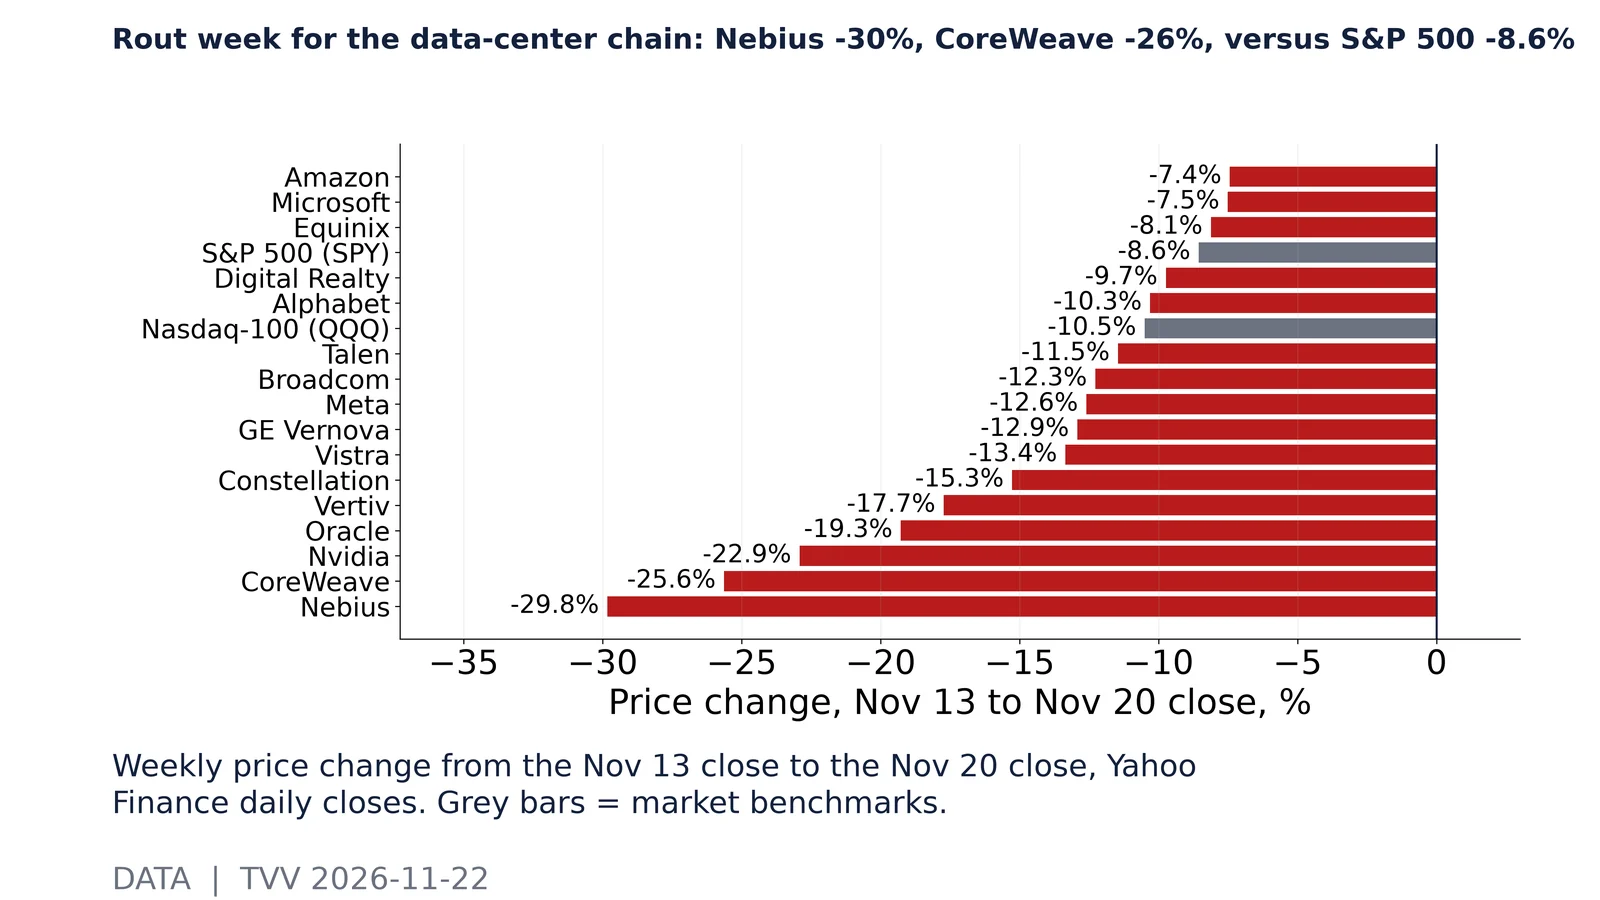 Rout week for the data-center chain: Nebius -30%, CoreWeave -26%, versus S&P 500 -8.6%
Amazon -7.4%
Microsoft -7.5%
Equinix -8.1%
S&P 500 (SPY) -8.6%
Digital Realty -9.7%
Alphabet -10.3%
Nasdaq-100 (QQQ) -10.5%
Talen -11.5%
Broadcom -12.3%
Meta -12.6%
GE Vernova -12.9%
Vistra -13.4%
Constellation -15.3%
Vertiv -17.7%
Oracle -19.3%
Nvidia -22.9%
CoreWeave -25.6%
Nebius -29.8%
−35 −30 −25 −20 −15 −10 −5 0
Price change, Nov 13 to Nov 20 close, %
Weekly price change from the Nov 13 close to the Nov 20 close, Yahoo
Finance daily closes. Grey bars = market benchmarks.
DATA | TVV 2026-11-22